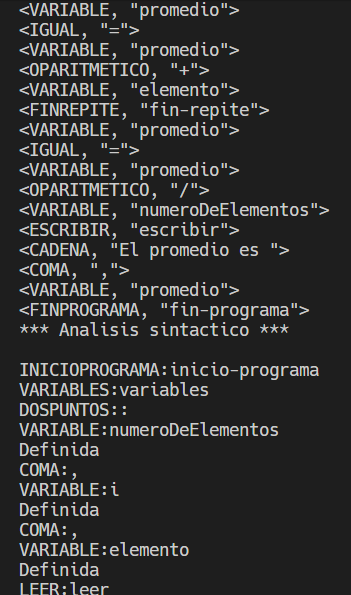 <VARIABLE, "promedio">
<IGUAL, "=">
<VARIABLE, "promedio">
<OPARITMETICO, "+">
<VARIABLE, "elemento">
<FINREPITE, "fin-repite">
<VARIABLE, "promedio">
<IGUAL, "=">
<VARIABLE, "promedio">
<OPARITMETICO, "/">
<VARIABLE, "numeroDeElementos">
<ESCRIBIR, "escribir">
<CADENA, "El promedio es ">
<COMA, ",">
<VARIABLE, "promedio">
<FINPROGRAMA, "fin-programa">
*** Analisis sintactico ***

INICIOPROGRAMA:inicio-programa
VARIABLES:variables
DOSPUNTOS::
VARIABLE:numeroDeElementos
Definida
COMA:,
VARIABLE:i
Definida
COMA:,
VARIABLE:elemento
Definida
LEER:leer